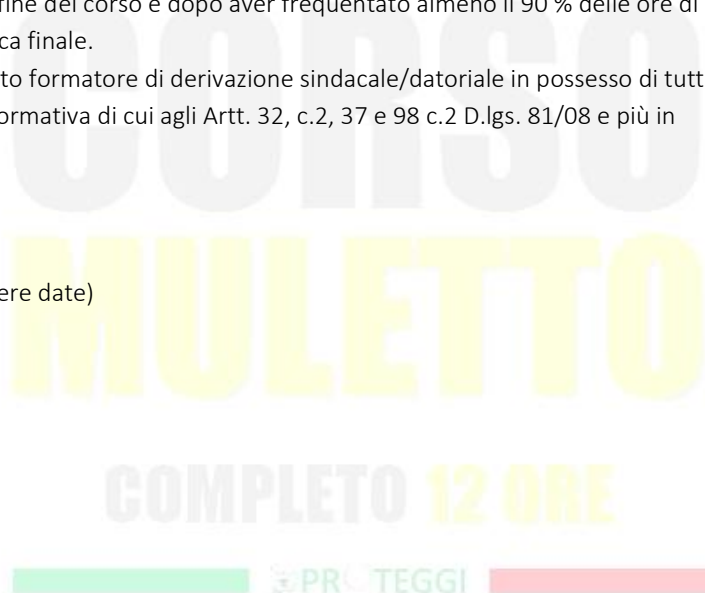 fine del corso e dopo aver frequentato almeno il 90 % delle ore di
ca finale.
to formatore di derivazione sindacale/datoriale in possesso di tutt
ormativa di cui agli Artt. 32, c.2, 37 e 98 c.2 D.lgs. 81/08 e più in
CORSO
MULETTO
ere date)
COMPLETO 12 ORE
PROTEGGI